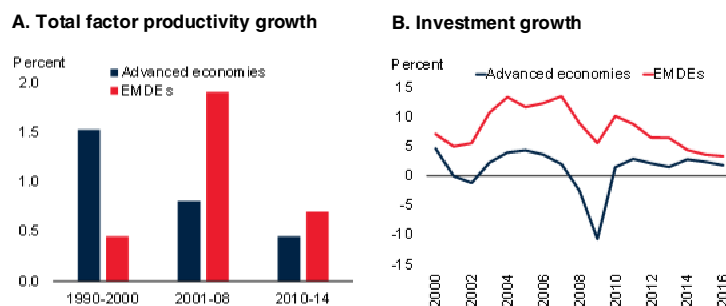 A. Total factor productivity growth
Percent
2.0
Advanced economies
EMDEs
1.5
1.0
0.5
0.0
1990-2000 2001-08 2010-14
B. Investment growth
Percent
15
Advanced economies EMDEs
10
5
0
-5
-10
-15
2000 2002 2004 2006 2008 2010 2012 2014 2016